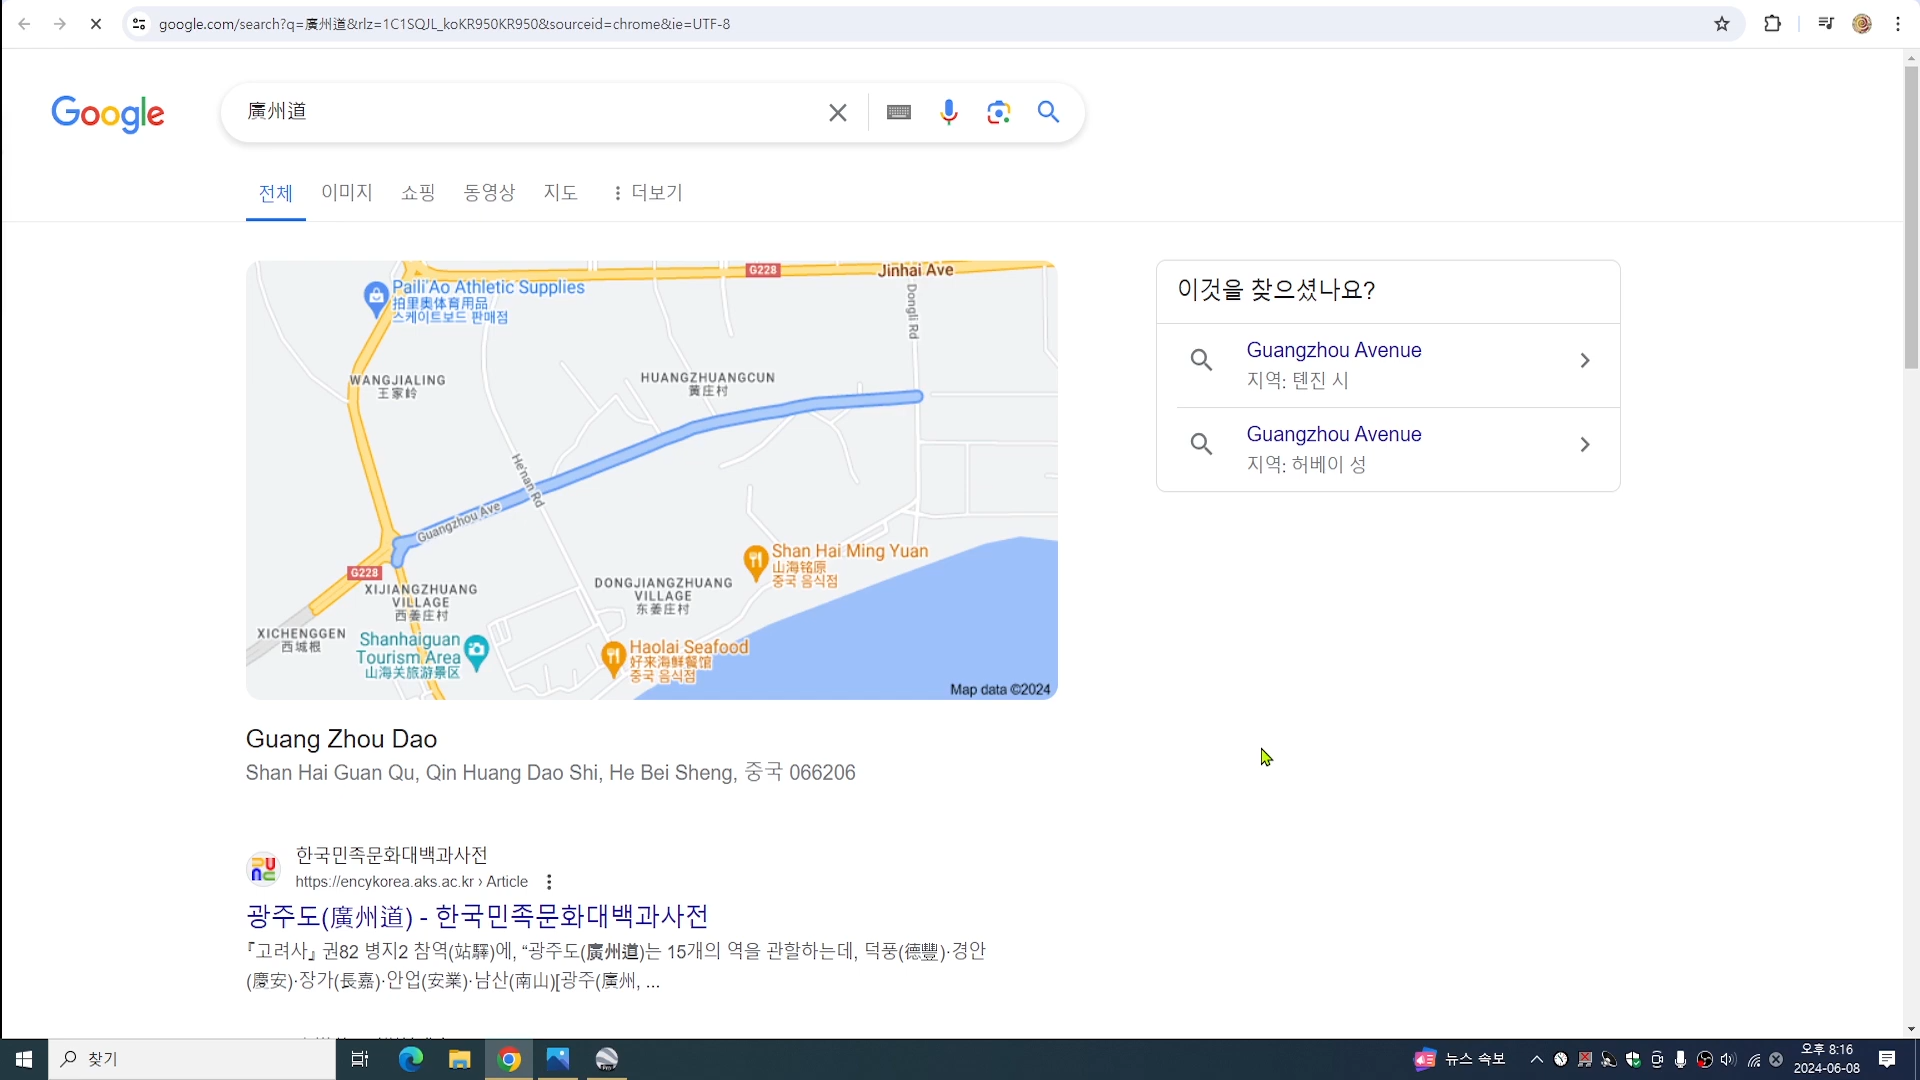 google.com/search?q=廣州道&rlz=1C1SQJL_koKR950KR950&sourceid=chrome&ie=UTF-8
Google
廣州道
전체 이미지 쇼핑 동영상 지도 더보기
G228
Jinhai Ave
Dongli Rd
Paili'Ao Athletic Supplies
拍里奥体育用品
스케이트보드 판매점
WANGJIALING
王家岭
HUANGZHUANGCUN
黄庄村
He'nan Rd
Guangzhou Ave
G228
XIJIANGZHUANG
VILLAGE
西姜庄村
DONGJIANGZHUANG
VILLAGE
东姜庄村
Shan Hai Ming Yuan
山海铭原
중국 음식점
XICHENGGEN
西城根
Shanhaiguan
Tourism Area
山海关旅游景区
Haolai Seafood
好来海鲜餐馆
중국 음식점
Map data ©2024
이것을 찾으셨나요?
Guangzhou Avenue
지역: 톈진 시
Guangzhou Avenue
지역: 허베이 성
Guang Zhou Dao
Shan Hai Guan Qu, Qin Huang Dao Shi, He Bei Sheng, 중국 066206
한국민족문화대백과사전
https://encykorea.aks.ac.kr › Article
광주도(廣州道) - 한국민족문화대백과사전
『고려사』 권82 병지2 참역(站驛)에, “광주도(廣州道)는 15개의 역을 관할하는데, 덕풍(德豐)·경안
(慶安)·장가(長嘉)·안업(安業)·남산(南山)[광주(廣州, ...
찾기
뉴스 속보
오후 8:16
2024-06-08